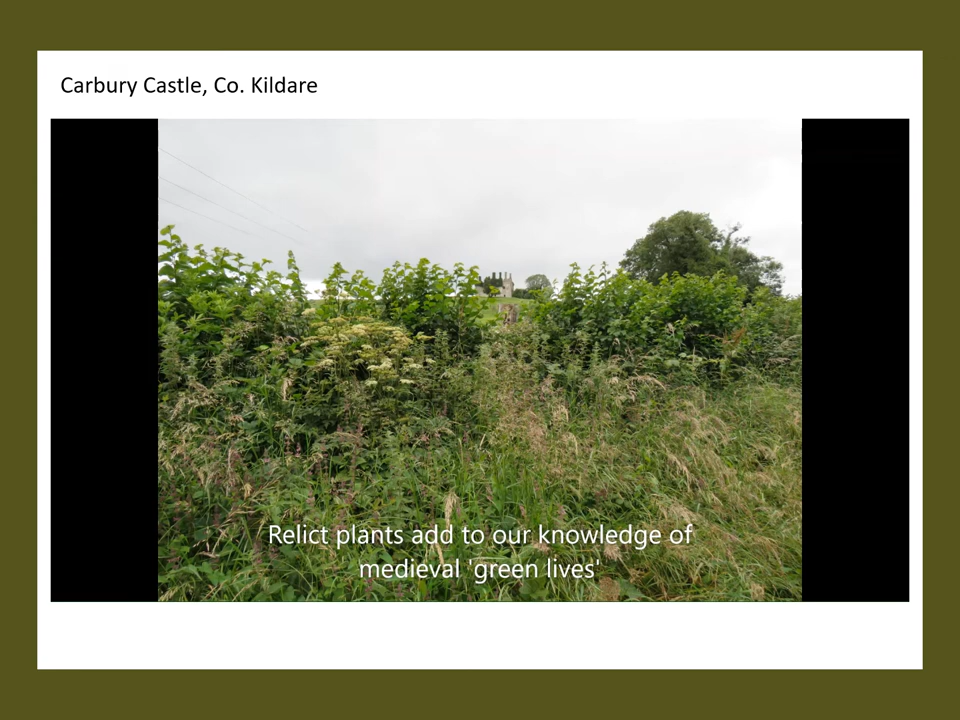 Carbury Castle, Co. Kildare
Relict plants add to our knowledge of
medieval 'green lives'